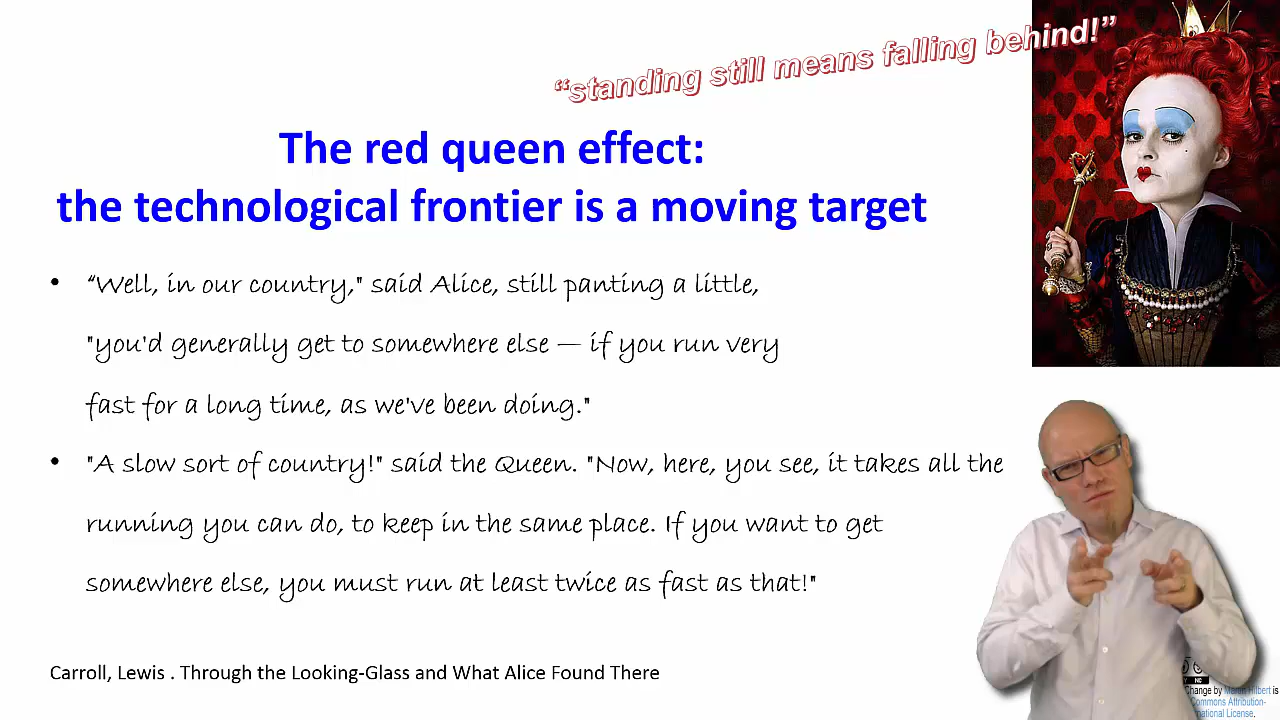 “standing still means falling behind!”
The red queen effect:
the technological frontier is a moving target
• “Well, in our country," said Alice, still panting a little,
"you'd generally get to somewhere else — if you run very
fast for a long time, as we've been doing."
• "A slow sort of country!" said the Queen. "Now, here, you see, it takes all the
running you can do, to keep in the same place. If you want to get
somewhere else, you must run at least twice as fast as that!"
Carroll, Lewis . Through the Looking-Glass and What Alice Found There
NC
Change by Martin Hilbert is
Commons Attribution-
License.